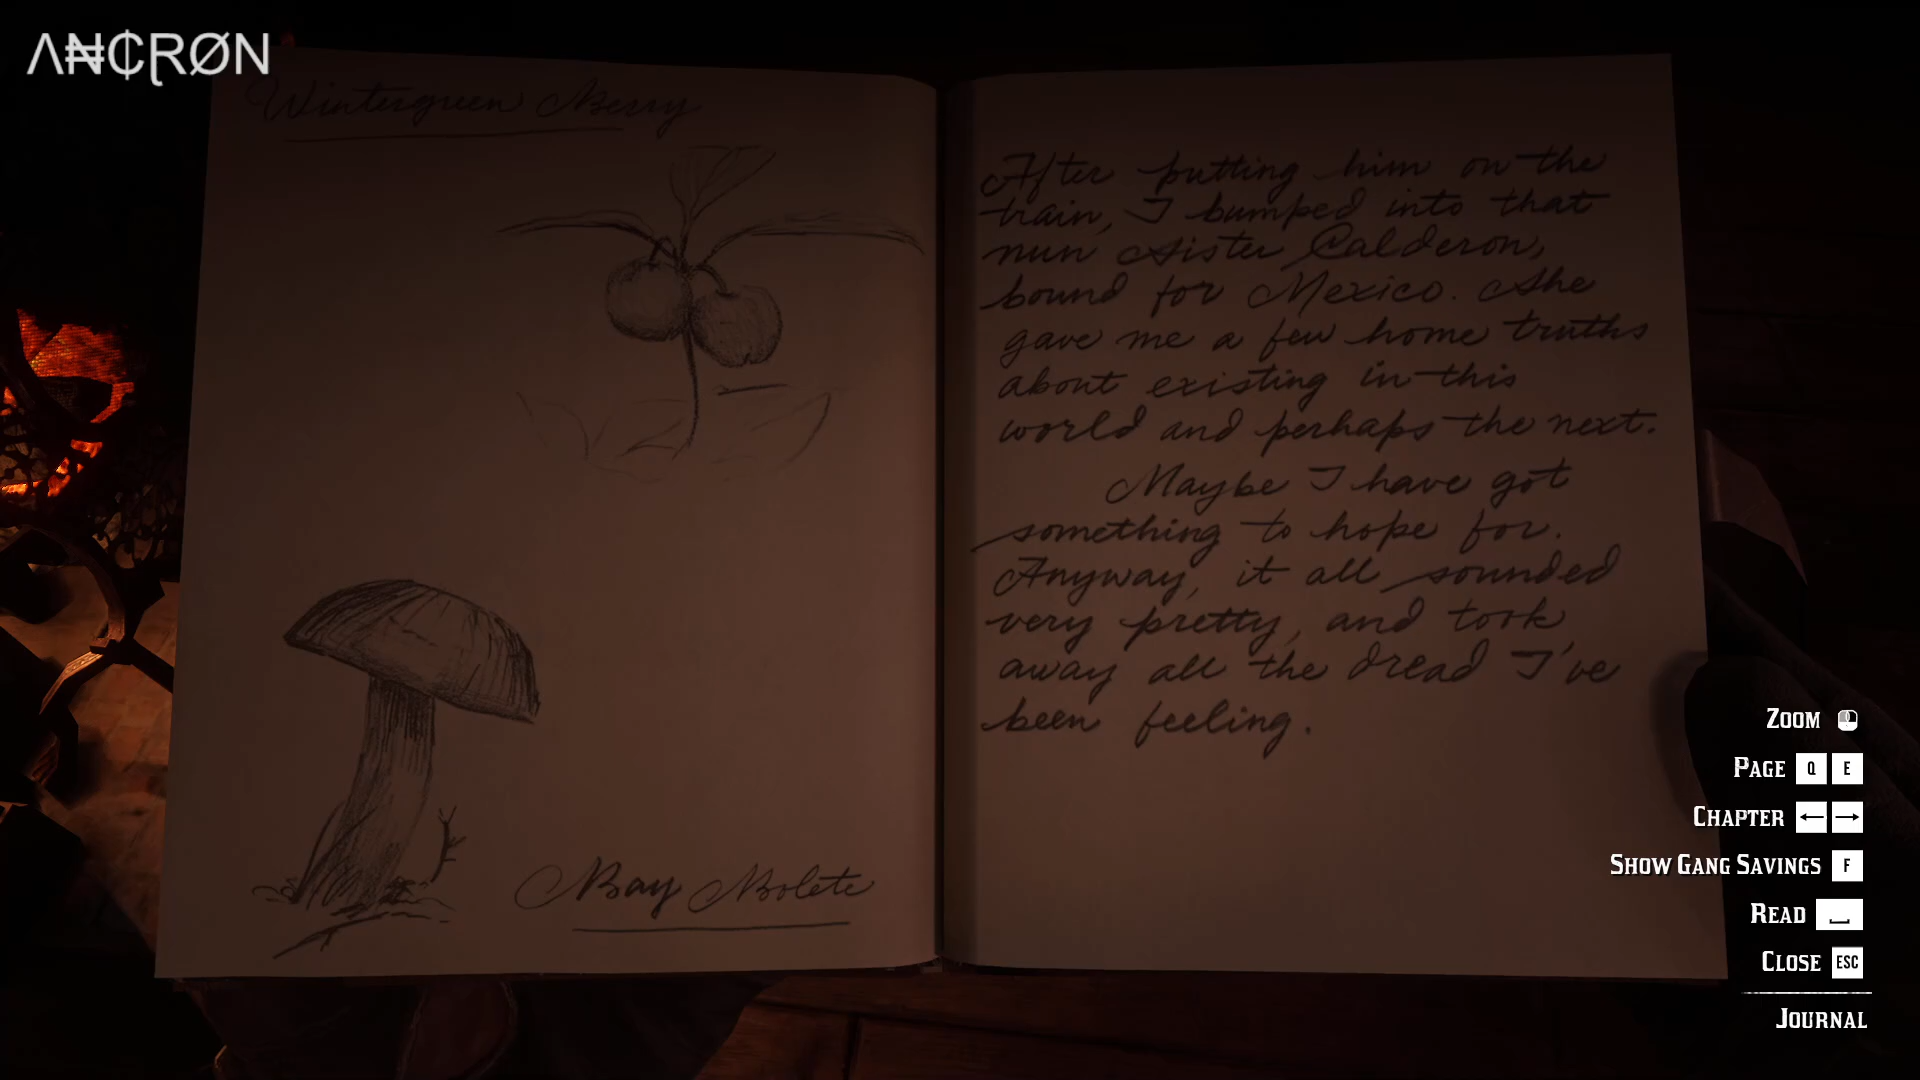 Λ₦₵ⱤØN
Wintergreen Berry
Bay Bolete
After putting him on the
train, I bumped into that
nun Sister Calderon,
bound for Mexico. She
gave me a few home truths
about existing in this
world and perhaps the next.
Maybe I have got
something to hope for.
Anyway, it all sounded
very pretty, and took
away all the dread I've
been feeling.
ZOOM
PAGE Q E
CHAPTER ← →
SHOW GANG SAVINGS F
READ
CLOSE ESC
JOURNAL